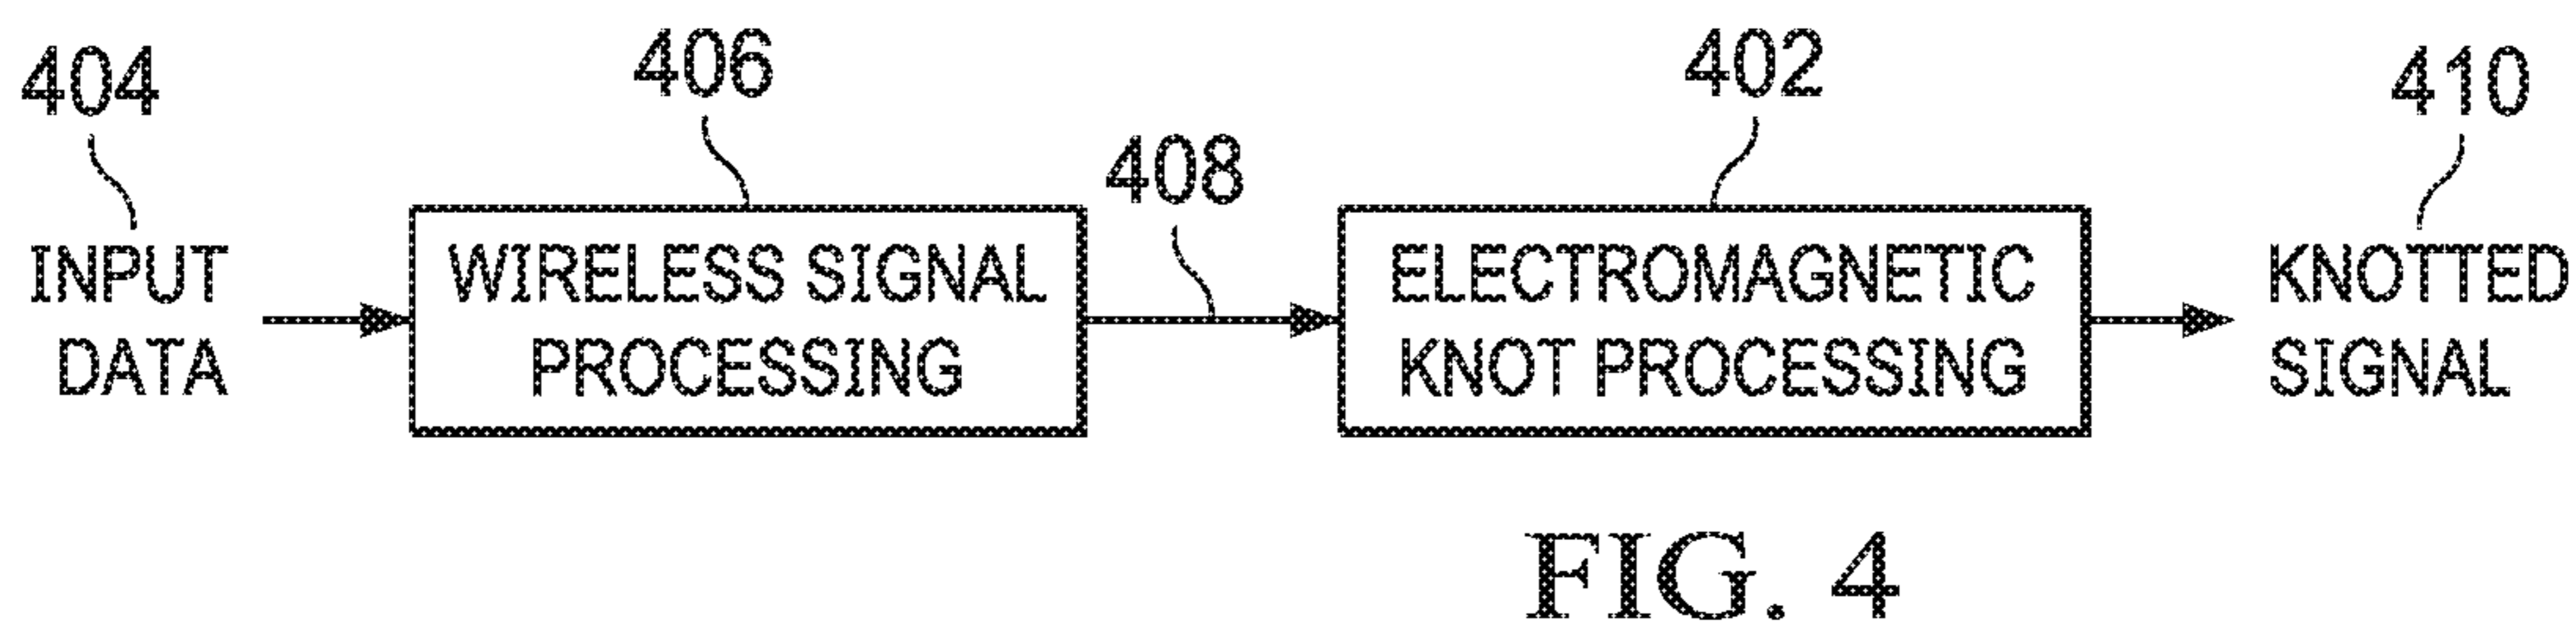 404
406
408
402
410
INPUT
DATA
WIRELESS SIGNAL
PROCESSING
ELECTROMAGNETIC
KNOT PROCESSING
KNOTTED
SIGNAL
FIG. 4